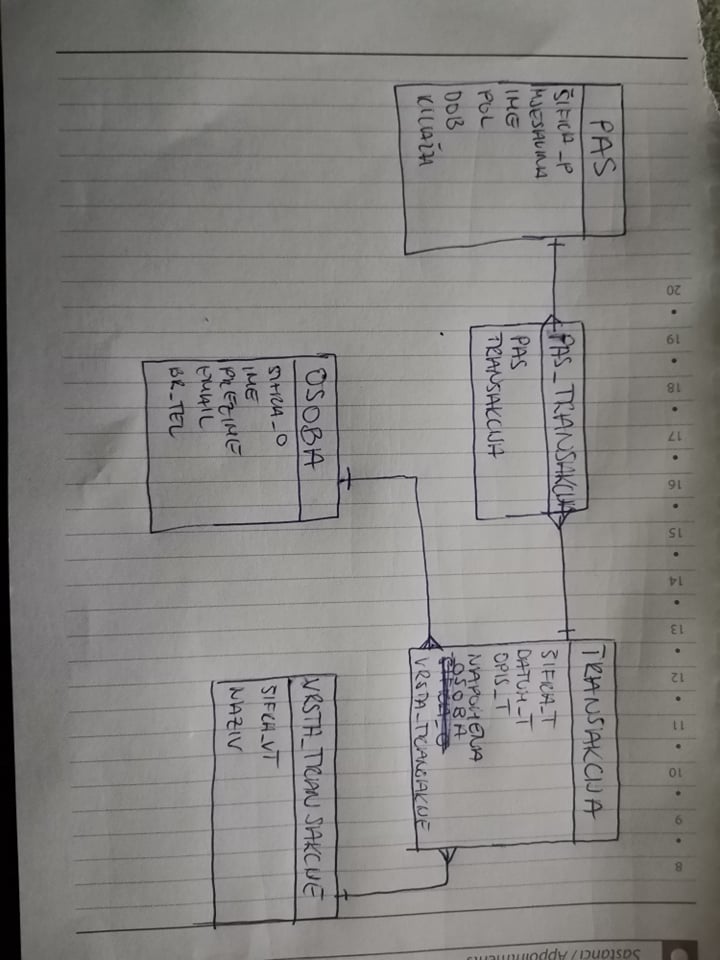 PAS
ŠIFRA_P
MJEŠAVINA
IME
POL
DOB
KILAŽA
PAS_TRANSAKCIJA
PAS
TRANSAKCIJA
TRANSAKCIJA
ŠIFRA_T
DATUM_T
OPIS_T
NAPOMENA
OSOBA
VRSTA_TRANSAKCIJE
OSOBA
ŠIFRA_O
IME
PREZIME
EMAIL
BR_TEL
VRSTA_TRANSAKCIJE
ŠIFRA_VT
NAZIV
8 • 9 • 10 • 11 • 12 • 13 • 14 • 15 • 16 • 17 • 18 • 19 • 20
Sastanci / Appointments